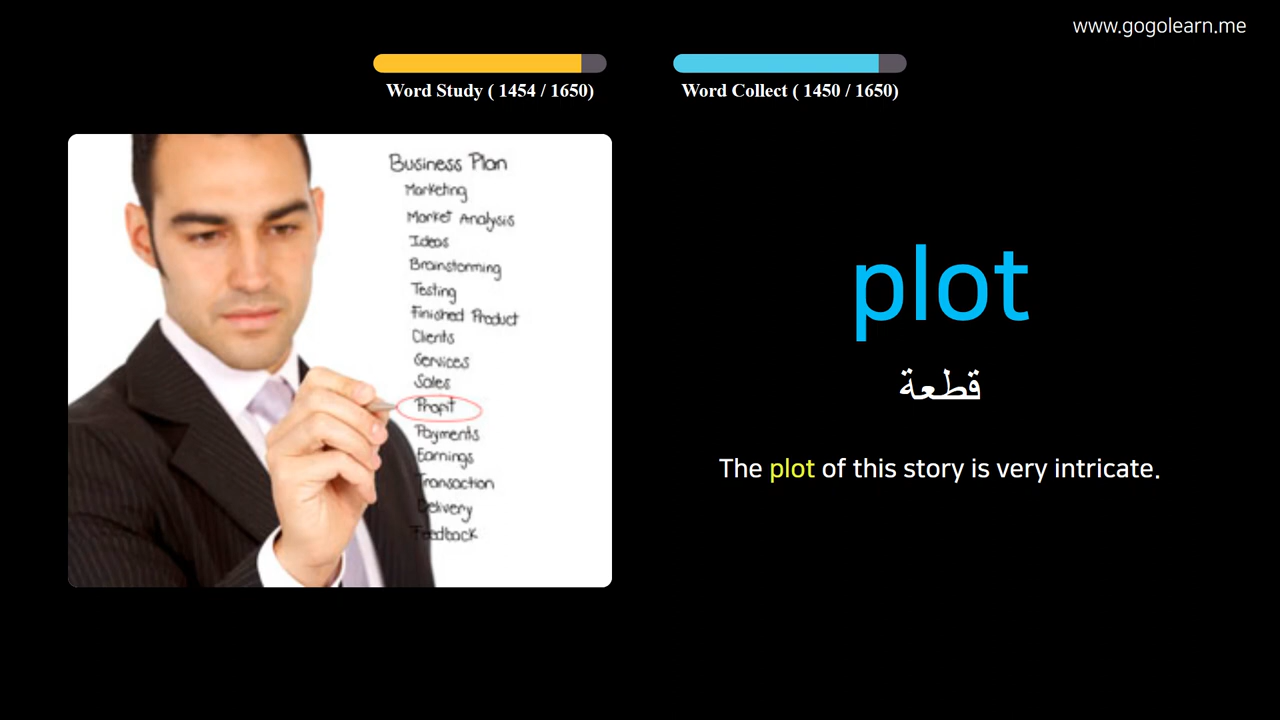 www.gogolearn.me
Word Study ( 1454 / 1650)
Word Collect ( 1450 / 1650)
Business Plan
Marketing
Market Analysis
Ideas
Brainstorming
Testing
Finished Product
Clients
Services
Sales
Profit
Payments
Earnings
Transaction
Delivery
Feedback
plot
قطعة
The plot of this story is very intricate.